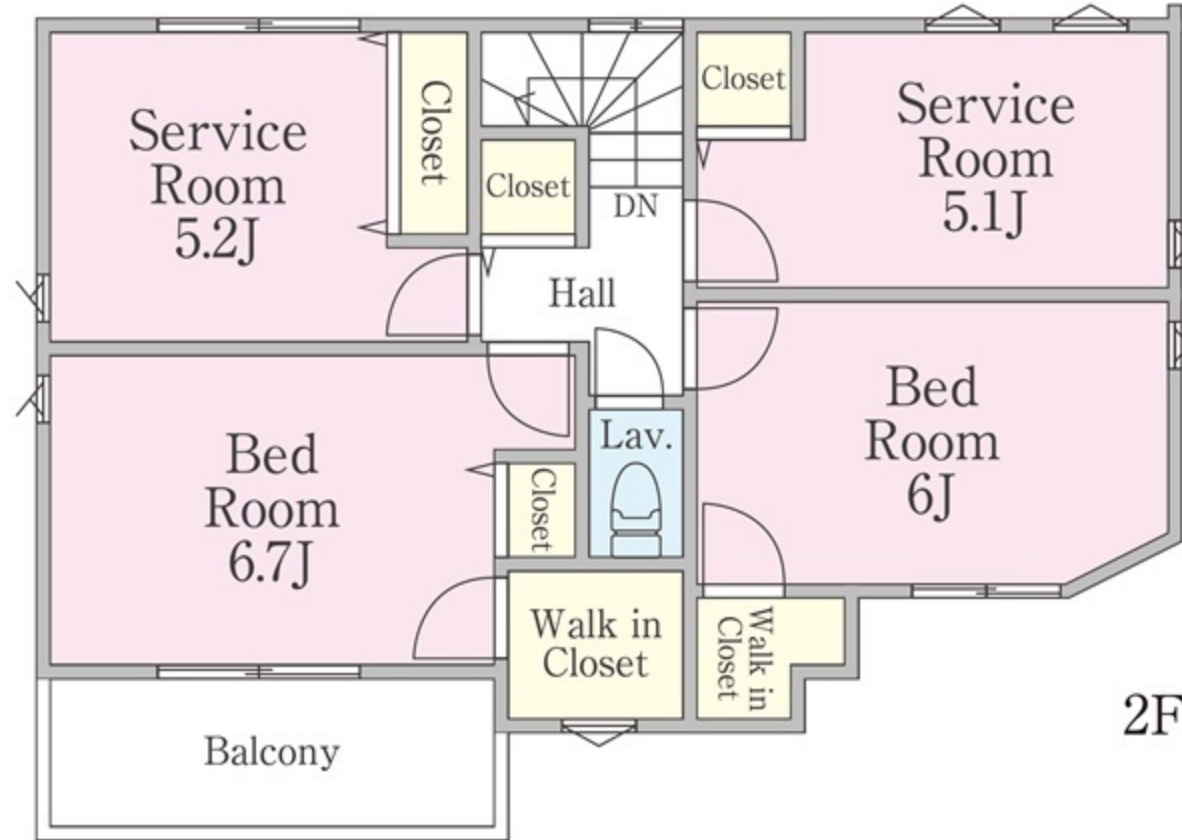 Service
Room
5.2J
Closet
Closet
DN
Hall
Closet
Service
Room
5.1J
Bed
Room
6.7J
Closet
Lav.
Bed
Room
6J
Walk in
Closet
Walk in
Closet
Balcony
2F